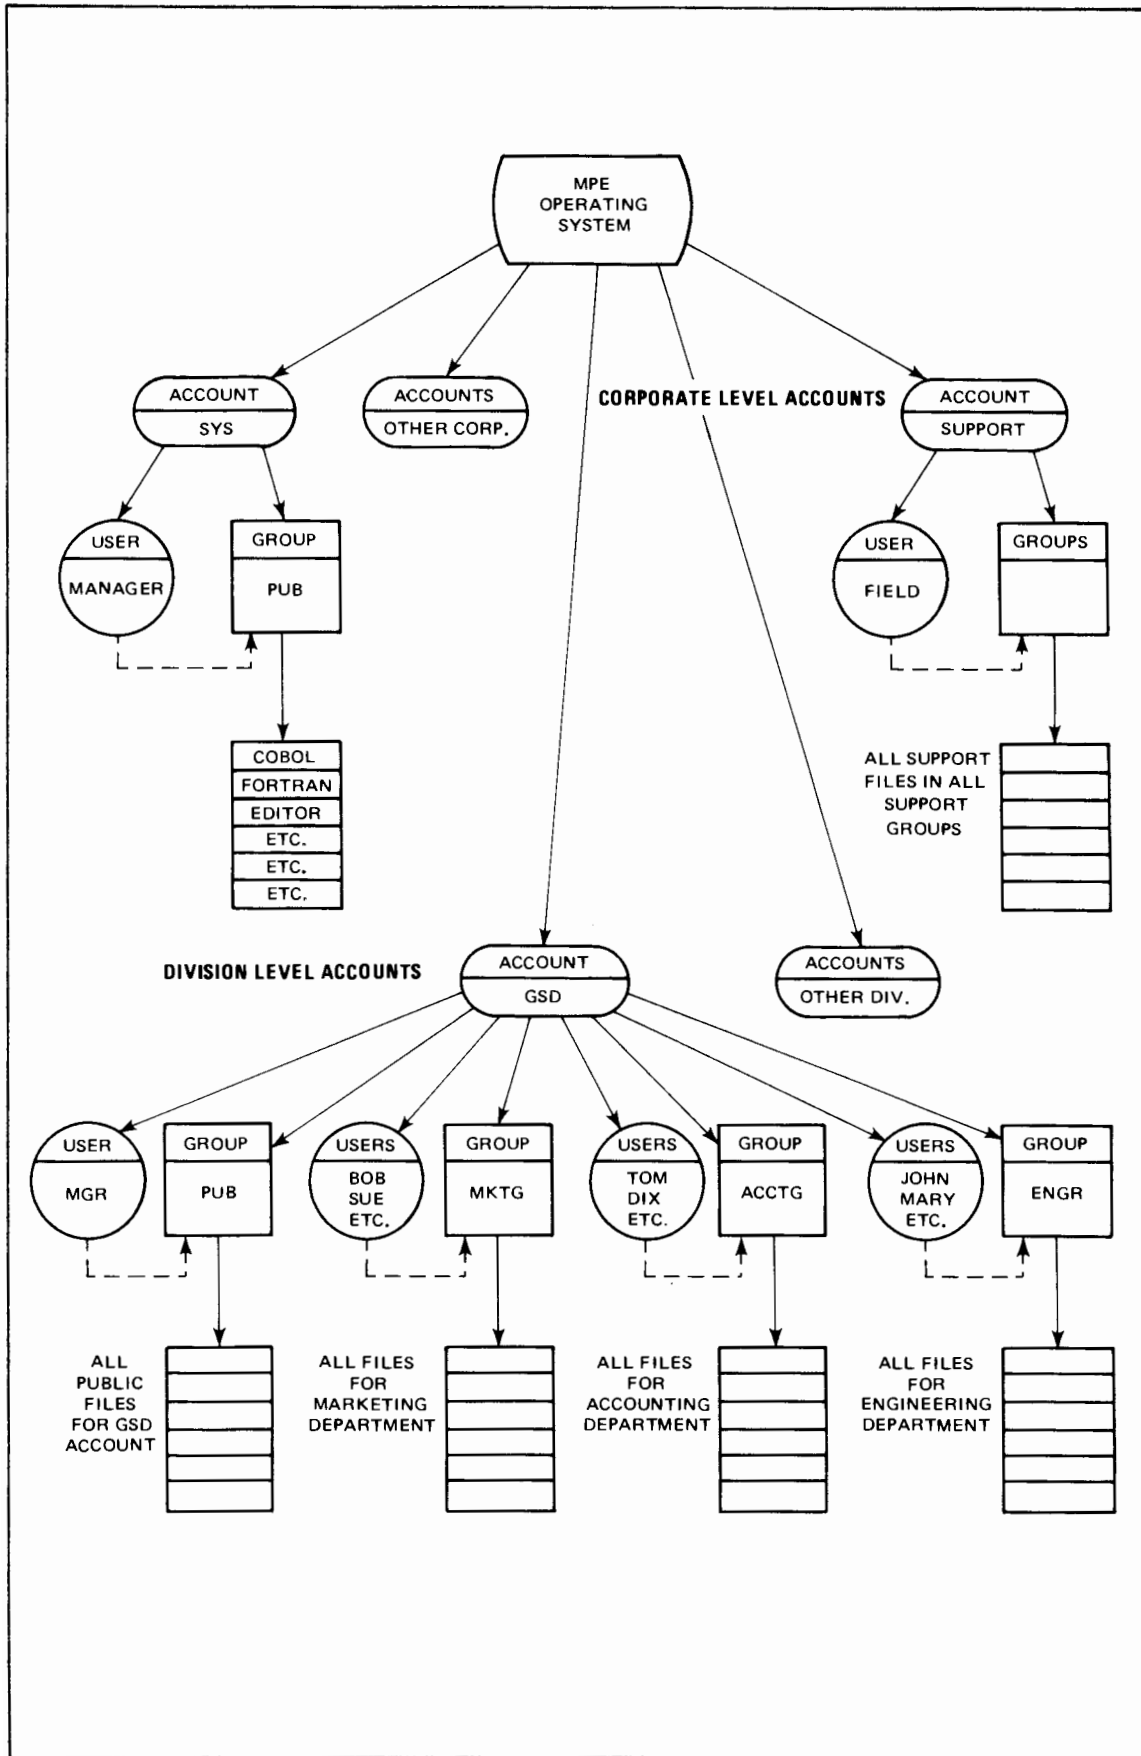 MPE
OPERATING
SYSTEM
ACCOUNT
SYS
ACCOUNTS
OTHER CORP.
CORPORATE LEVEL ACCOUNTS
ACCOUNT
SUPPORT
USER
MANAGER
GROUP
PUB
USER
FIELD
GROUPS
COBOL
FORTRAN
EDITOR
ETC.
ETC.
ETC.
ALL SUPPORT
FILES IN ALL
SUPPORT
GROUPS
DIVISION LEVEL ACCOUNTS
ACCOUNT
GSD
ACCOUNTS
OTHER DIV.
USER
MGR
GROUP
PUB
USERS
BOB
SUE
ETC.
GROUP
MKTG
USERS
TOM
DIX
ETC.
GROUP
ACCTG
USERS
JOHN
MARY
ETC.
GROUP
ENGR
ALL
PUBLIC
FILES
FOR GSD
ACCOUNT
ALL FILES
FOR
MARKETING
DEPARTMENT
ALL FILES
FOR
ACCOUNTING
DEPARTMENT
ALL FILES
FOR
ENGINEERING
DEPARTMENT